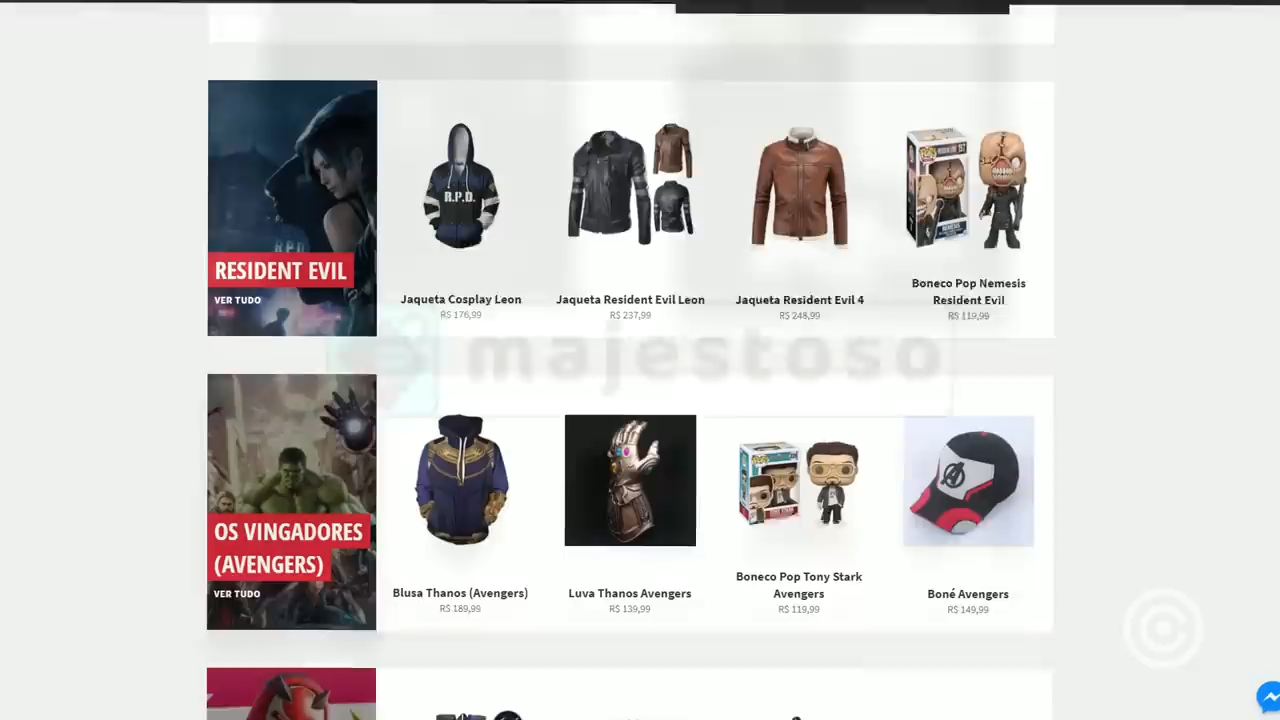 RESIDENT EVIL
VER TUDO
R.P.D.
Jaqueta Cosplay Leon
R$ 176,99
Jaqueta Resident Evil Leon
R$ 237,99
Jaqueta Resident Evil 4
R$ 248,99
Boneco Pop Nemesis
Resident Evil
R$ 119,99
majestoso
OS VINGADORES
(AVENGERS)
VER TUDO
Blusa Thanos (Avengers)
R$ 189,99
Luva Thanos Avengers
R$ 139,99
Boneco Pop Tony Stark
Avengers
R$ 119,99
Boné Avengers
R$ 149,99